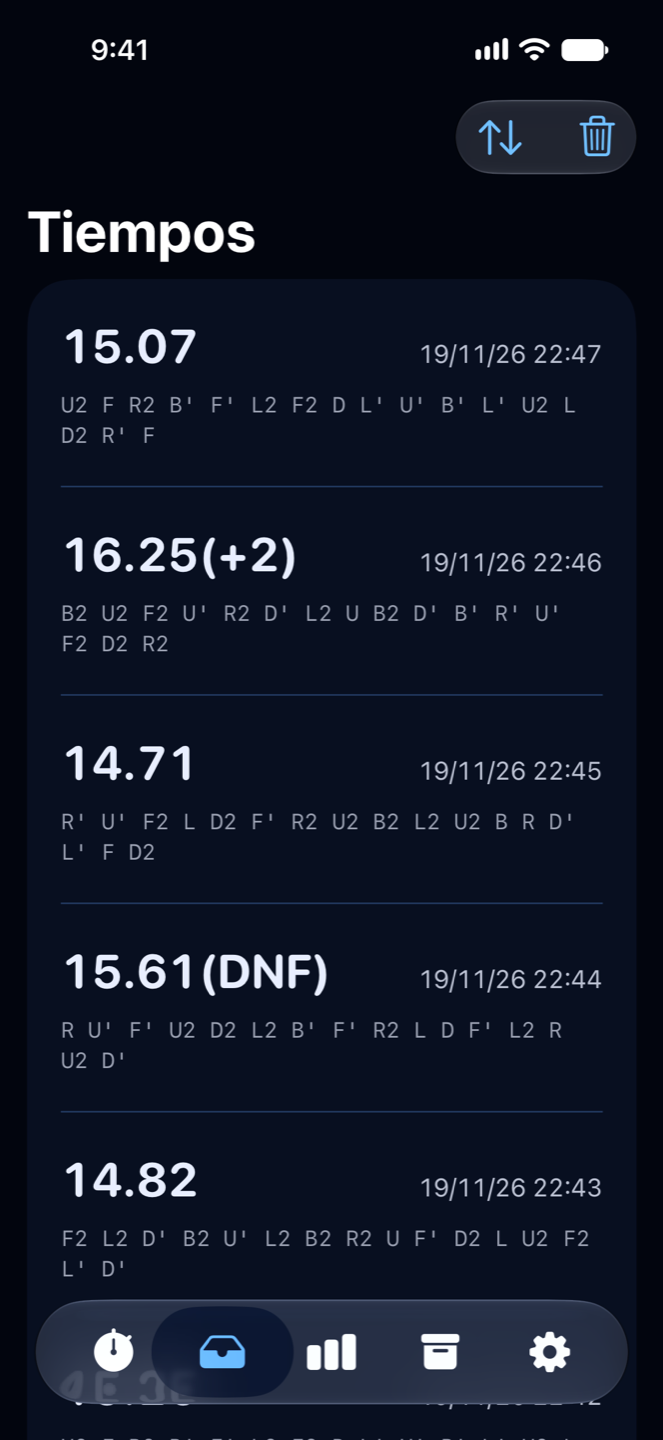 9:41
Tiempos
15.07
19/11/26 22:47
U2 F R2 B' F' L2 F2 D L' U' B' L' U2 L
D2 R' F
16.25(+2)
19/11/26 22:46
B2 U2 F2 U' R2 D' L2 U B2 D' B' R' U'
F2 D2 R2
14.71
19/11/26 22:45
R' U' F2 L D2 F' R2 U2 B2 L2 U2 B R D'
L' F D2
15.61(DNF)
19/11/26 22:44
R U' F' U2 D2 L2 B' F' R2 L D F' L2 R
U2 D'
14.82
19/11/26 22:43
F2 L2 D' B2 U' L2 B2 R2 U F' D2 L U2 F2
L' D'